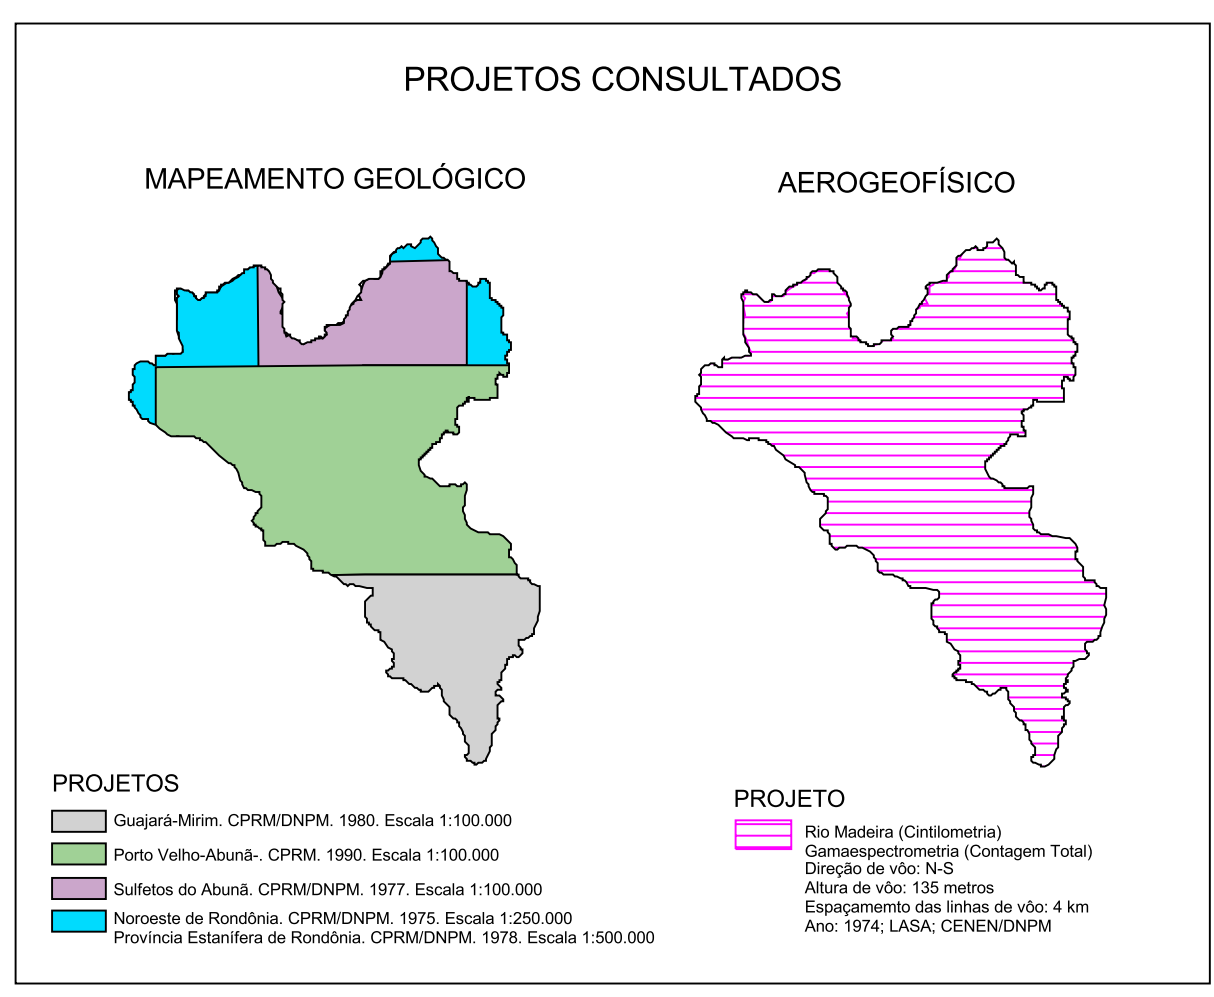 PROJETOS CONSULTADOS
MAPEAMENTO GEOLÓGICO
AEROGEOFÍSICO
PROJETOS
Guajará-Mirim. CPRM/DNPM. 1980. Escala 1:100.000
Porto Velho-Abunã-. CPRM. 1990. Escala 1:100.000
Sulfetos do Abunã. CPRM/DNPM. 1977. Escala 1:100.000
Noroeste de Rondônia. CPRM/DNPM. 1975. Escala 1:250.000
Província Estanífera de Rondônia. CPRM/DNPM. 1978. Escala 1:500.000
PROJETO
Rio Madeira (Cintilometria)
Gamaespectrometria (Contagem Total)
Direção de vôo: N-S
Altura de vôo: 135 metros
Espaçamemto das linhas de vôo: 4 km
Ano: 1974; LASA; CENEN/DNPM